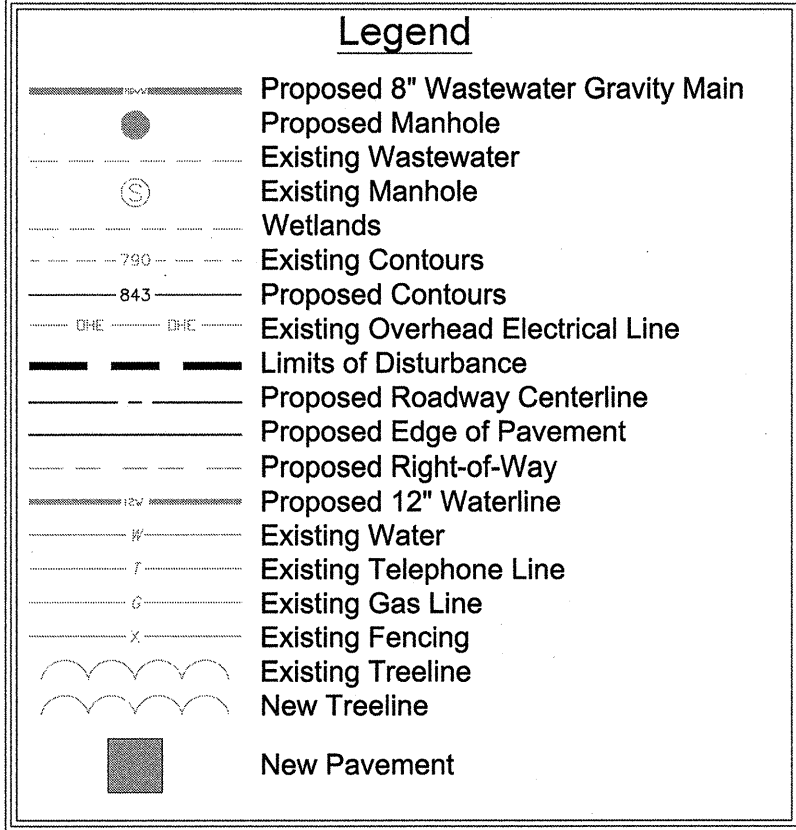 Legend
Proposed 8" Wastewater Gravity Main
Proposed Manhole
Existing Wastewater
S Existing Manhole
Wetlands
790 Existing Contours
843 Proposed Contours
OHE OHE Existing Overhead Electrical Line
Limits of Disturbance
Proposed Roadway Centerline
Proposed Edge of Pavement
Proposed Right-of-Way
12W Proposed 12" Waterline
W Existing Water
T Existing Telephone Line
G Existing Gas Line
X Existing Fencing
Existing Treeline
New Treeline
New Pavement